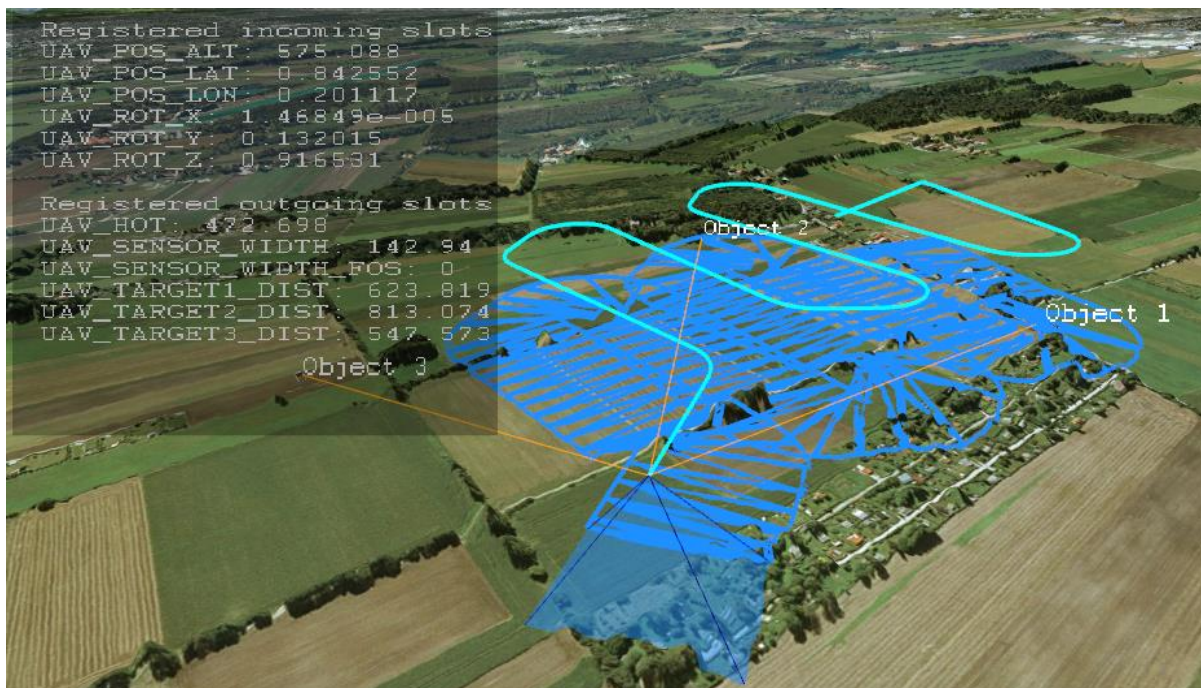 Registered incoming slots
UAV_POS_ALT: 575.088
UAV_POS_LAT: 0.842552
UAV_POS_LON: 0.201117
UAV_ROT_X: 1.46849e-005
UAV_ROT_Y: 0.132015
UAV_ROT_Z: 0.916531
Registered outgoing slots
UAV_HOT: 472.698
UAV_SENSOR_WIDTH: 142.94
UAV_SENSOR_WIDTH_FOS: 0
UAV_TARGET1_DIST: 623.819
UAV_TARGET2_DIST: 813.074
UAV_TARGET3_DIST: 547.573
Object 2
Object 1
Object 3